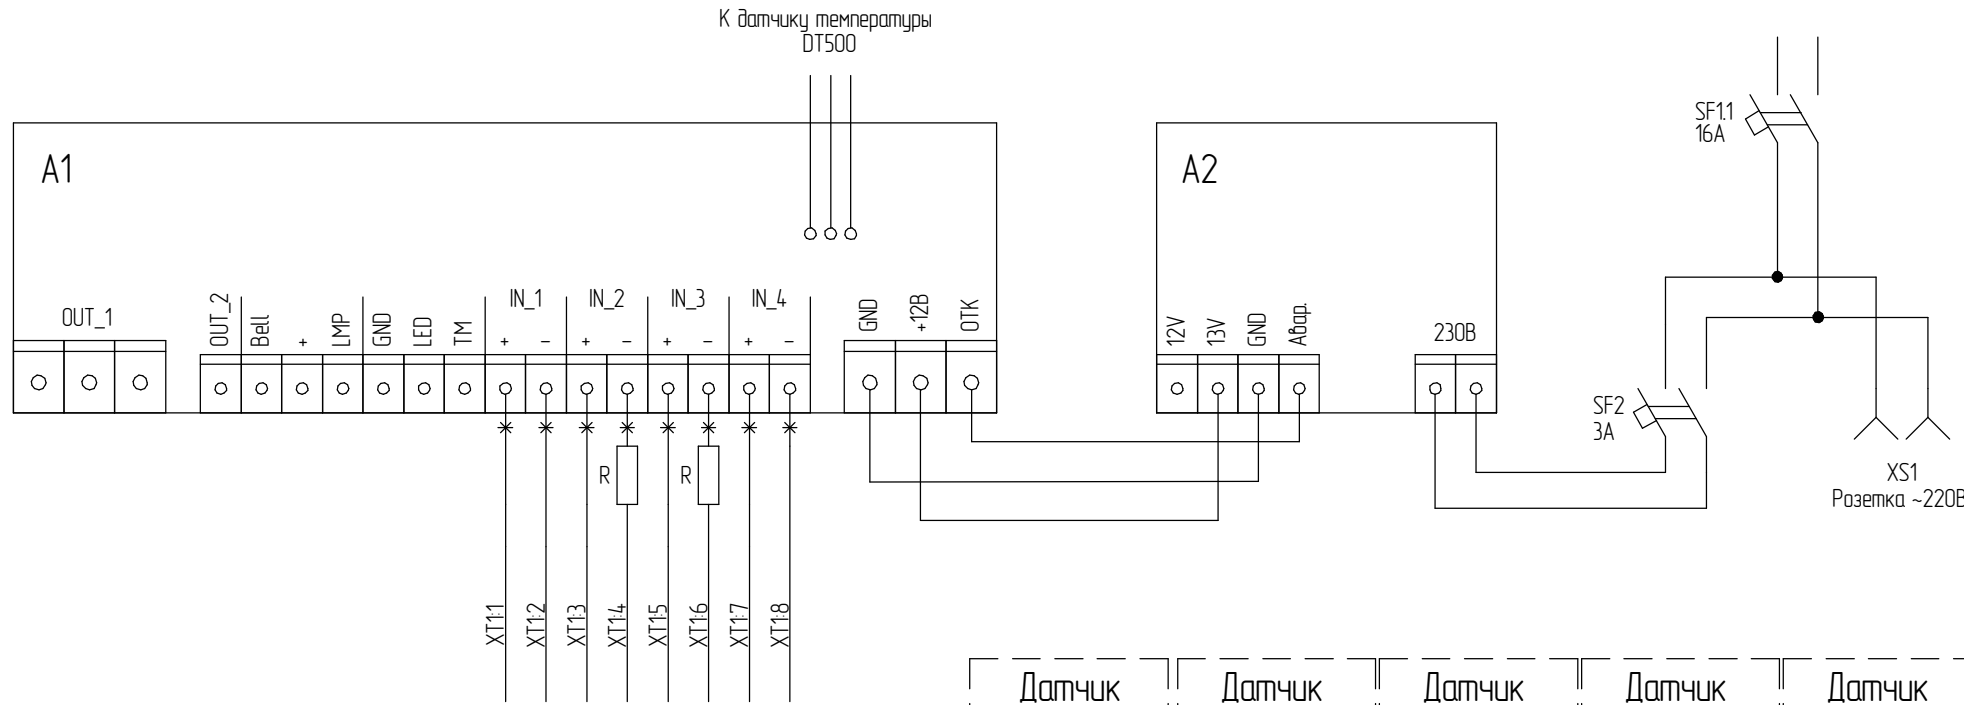 К датчику температуры
DT500
SF1.1
16А
А1
А2
OUT_1
OUT_2
Bell
+
LMP
GND
LED
TM
IN_1
+
−
IN_2
+
−
IN_3
+
−
IN_4
+
−
GND
+12В
ОТК
12V
13V
GND
Авар.
230В
SF2
3А
R
R
XS1
Розетка ~220В
XT1:1
XT1:2
XT1:3
XT1:4
XT1:5
XT1:6
XT1:7
XT1:8
Датчик
Датчик
Датчик
Датчик
Датчик